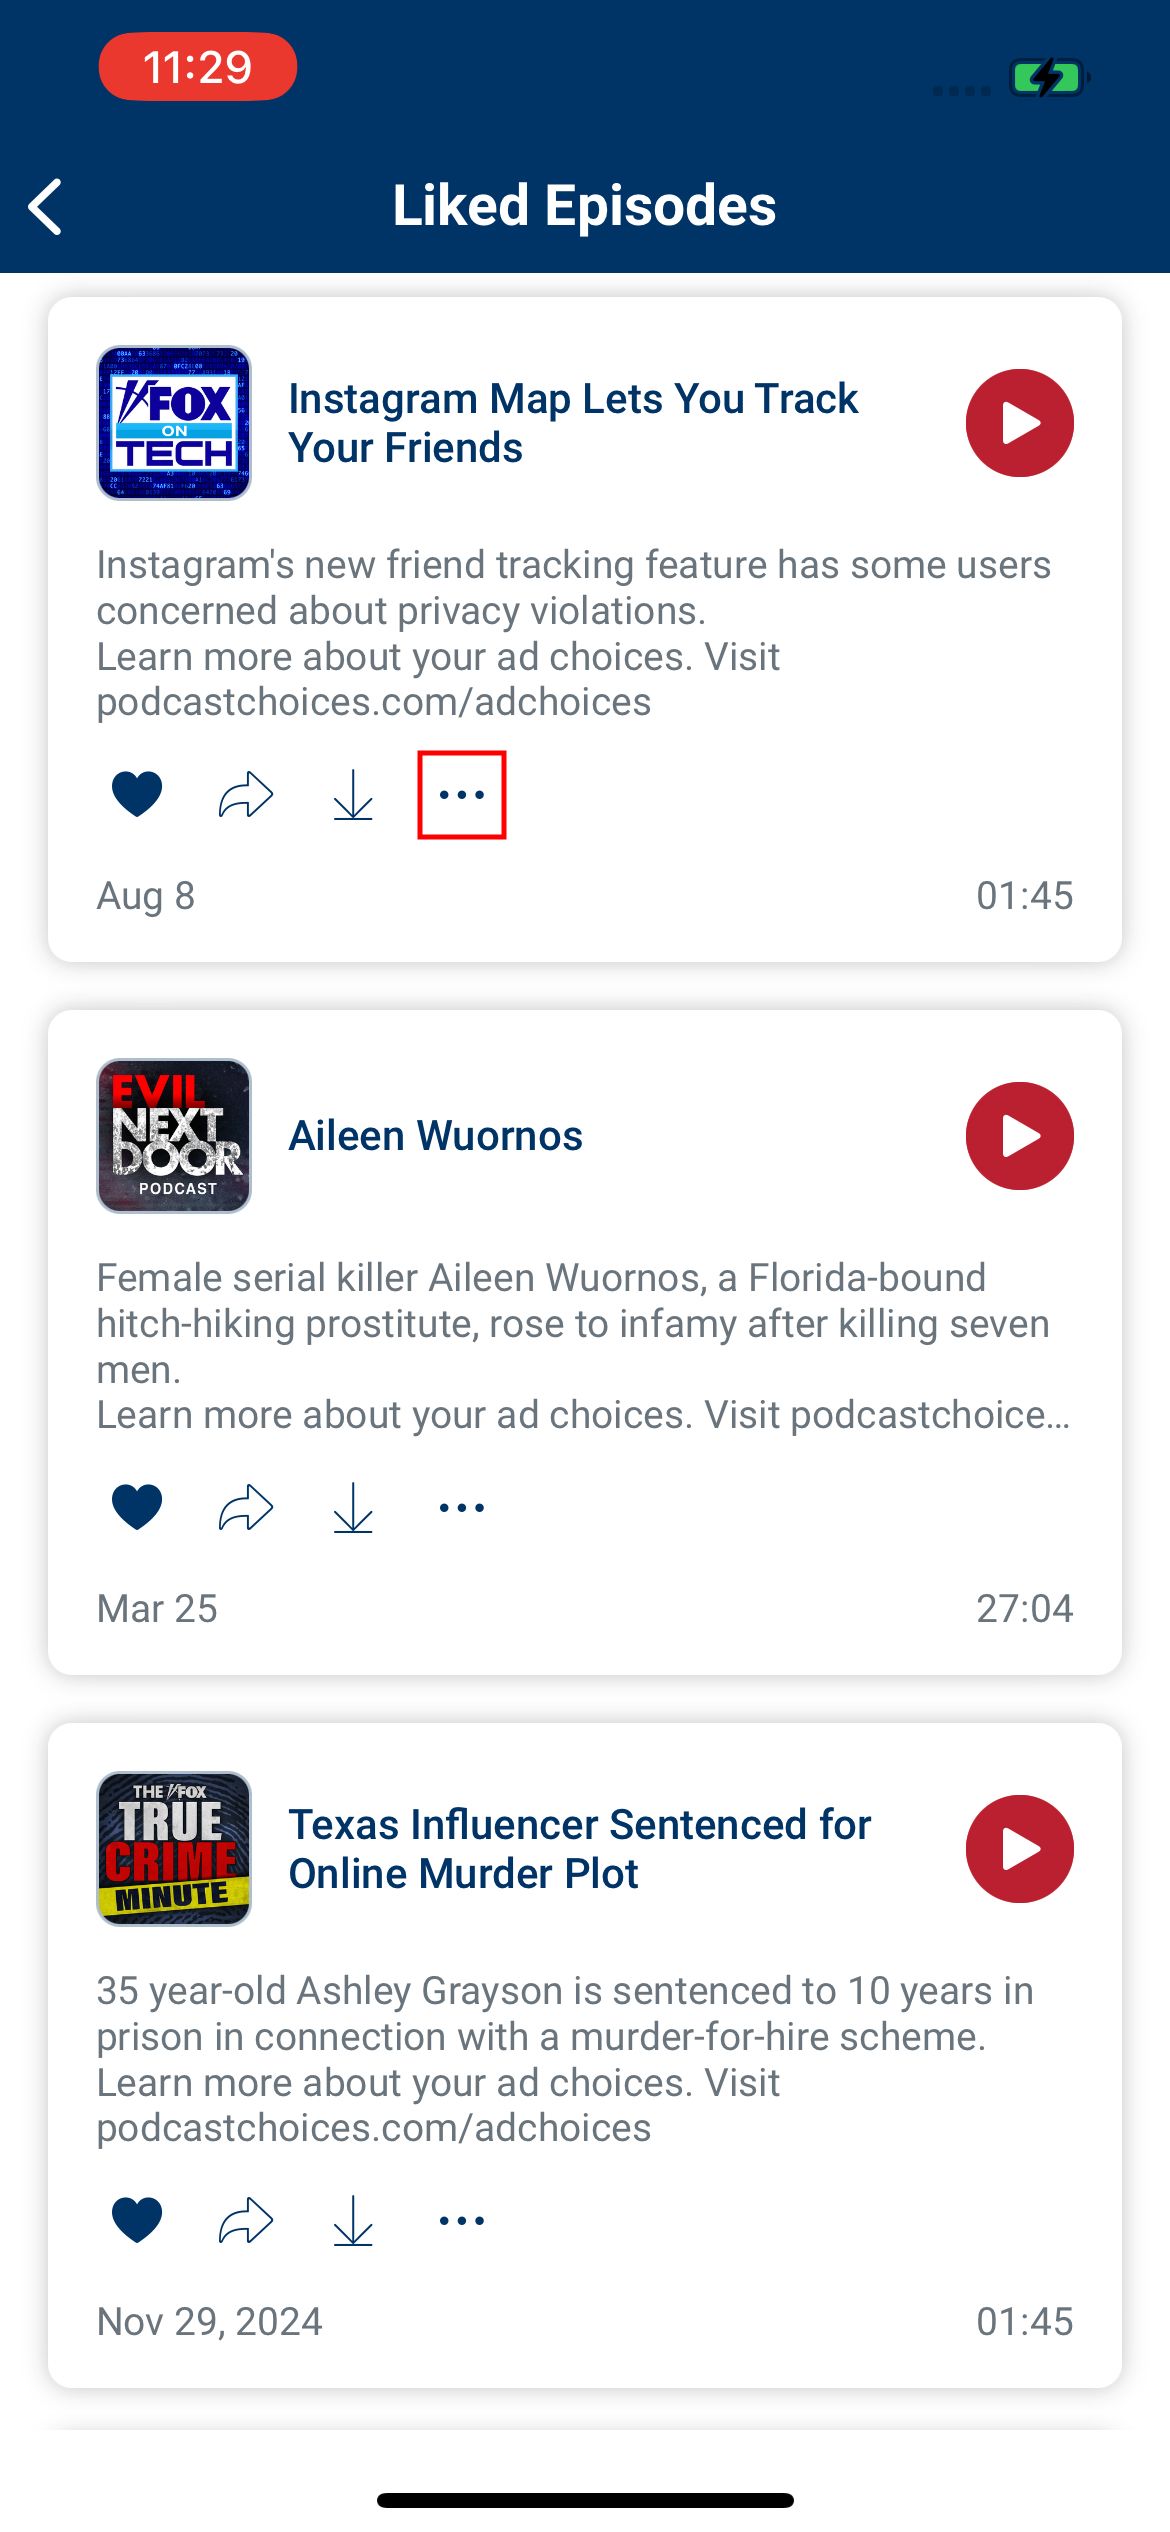 11:29
Liked Episodes
FOX
ON
TECH
Instagram Map Lets You Track
Your Friends
Instagram's new friend tracking feature has some users
concerned about privacy violations.
Learn more about your ad choices. Visit
podcastchoices.com/adchoices
Aug 8
01:45
EVIL
NEXT
DOOR
PODCAST
Aileen Wuornos
Female serial killer Aileen Wuornos, a Florida-bound
hitch-hiking prostitute, rose to infamy after killing seven
men.
Learn more about your ad choices. Visit podcastchoice...
Mar 25
27:04
THE FOX
TRUE
CRIME
MINUTE
Texas Influencer Sentenced for
Online Murder Plot
35 year-old Ashley Grayson is sentenced to 10 years in
prison in connection with a murder-for-hire scheme.
Learn more about your ad choices. Visit
podcastchoices.com/adchoices
Nov 29, 2024
01:45